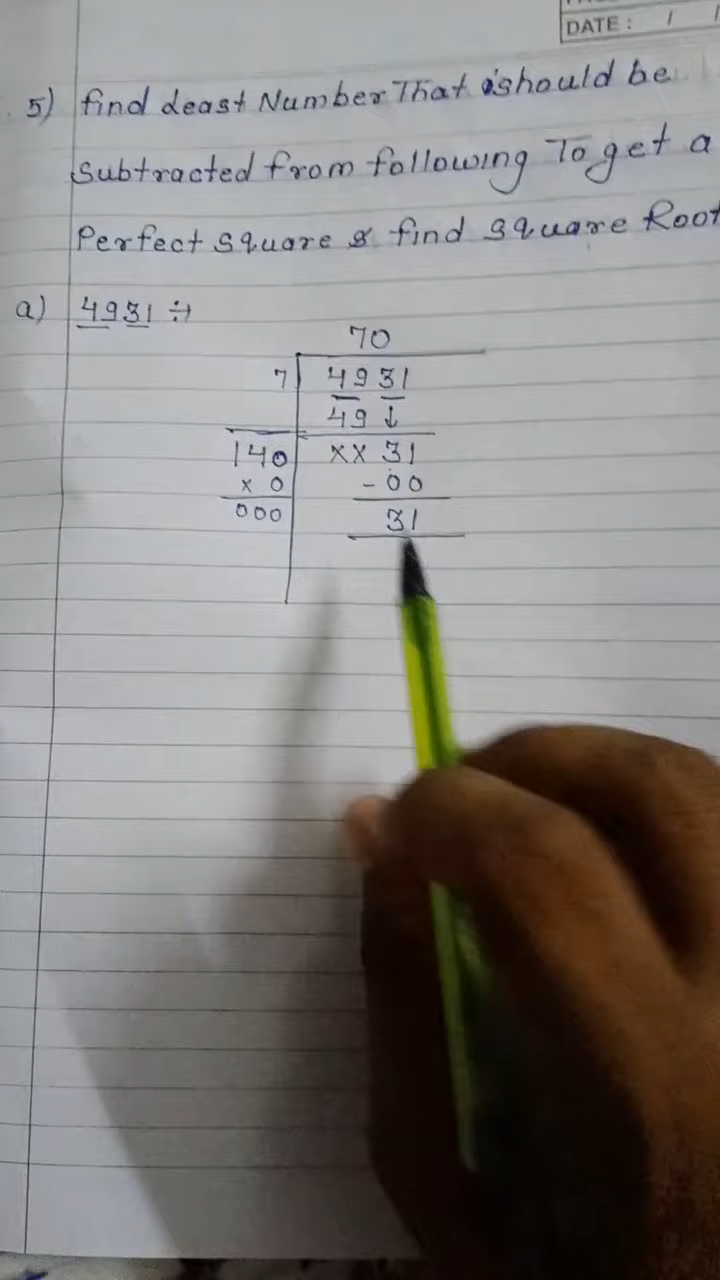 DATE : / /
5) find deast Number That should be
subtracted from following To get a
Perfect square & find square Root
a) 4931 ÷
70
7 4931
49 ↓
140 xx 31
x 0 - 00
000 31